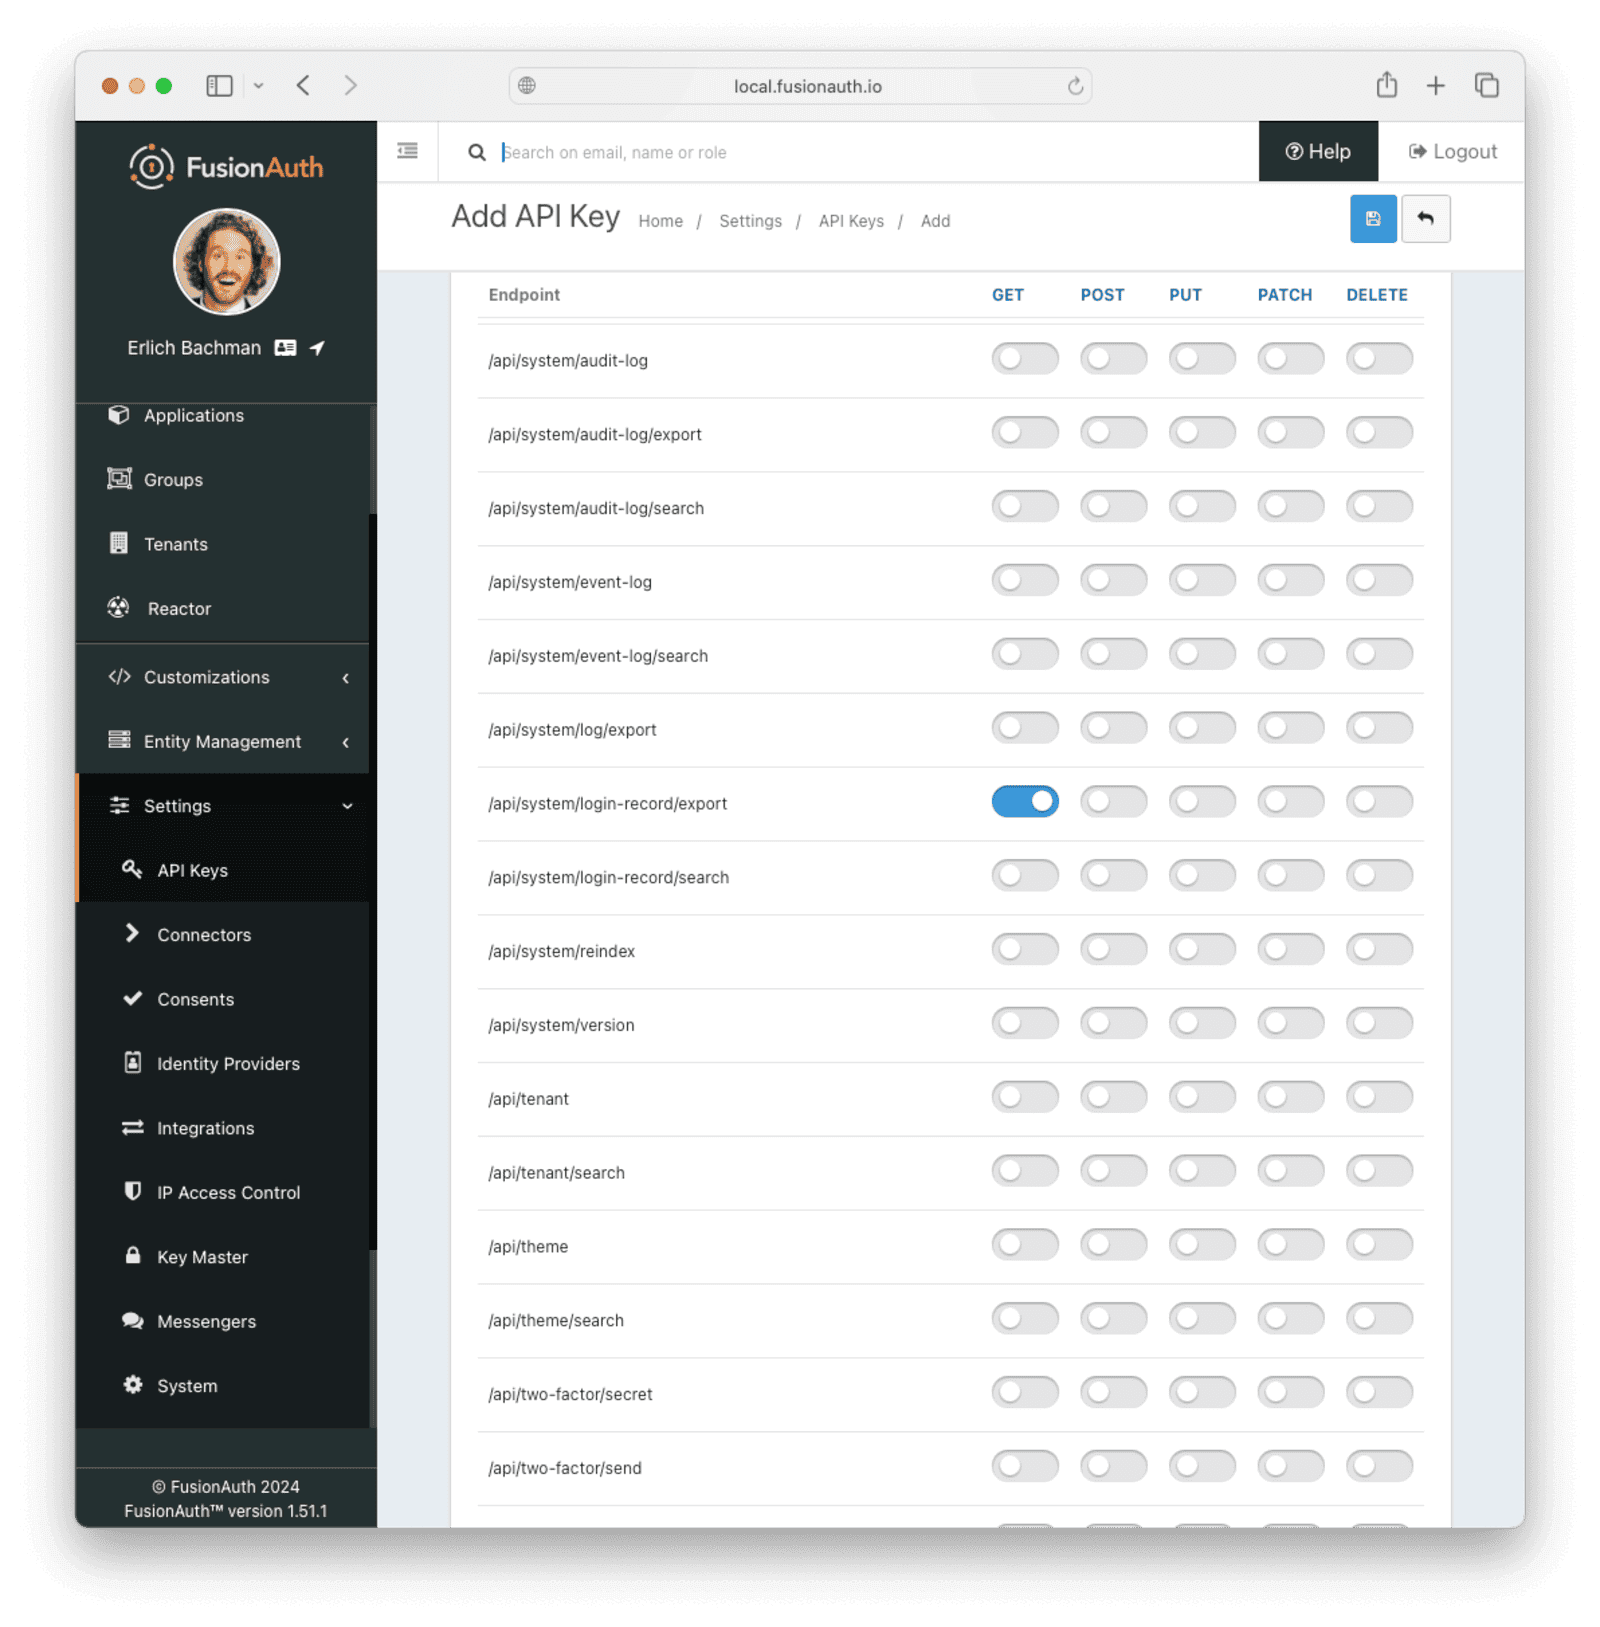 local.fusionauth.io
FusionAuth
Search on email, name or role
Help
Logout
Add API Key Home / Settings / API Keys / Add
Erlich Bachman
Applications
Groups
Tenants
Reactor
Customizations
Entity Management
Settings
API Keys
Connectors
Consents
Identity Providers
Integrations
IP Access Control
Key Master
Messengers
System
© FusionAuth 2024
FusionAuth™ version 1.51.1
Endpoint GET POST PUT PATCH DELETE
/api/system/audit-log
/api/system/audit-log/export
/api/system/audit-log/search
/api/system/event-log
/api/system/event-log/search
/api/system/log/export
/api/system/login-record/export
/api/system/login-record/search
/api/system/reindex
/api/system/version
/api/tenant
/api/tenant/search
/api/theme
/api/theme/search
/api/two-factor/secret
/api/two-factor/send